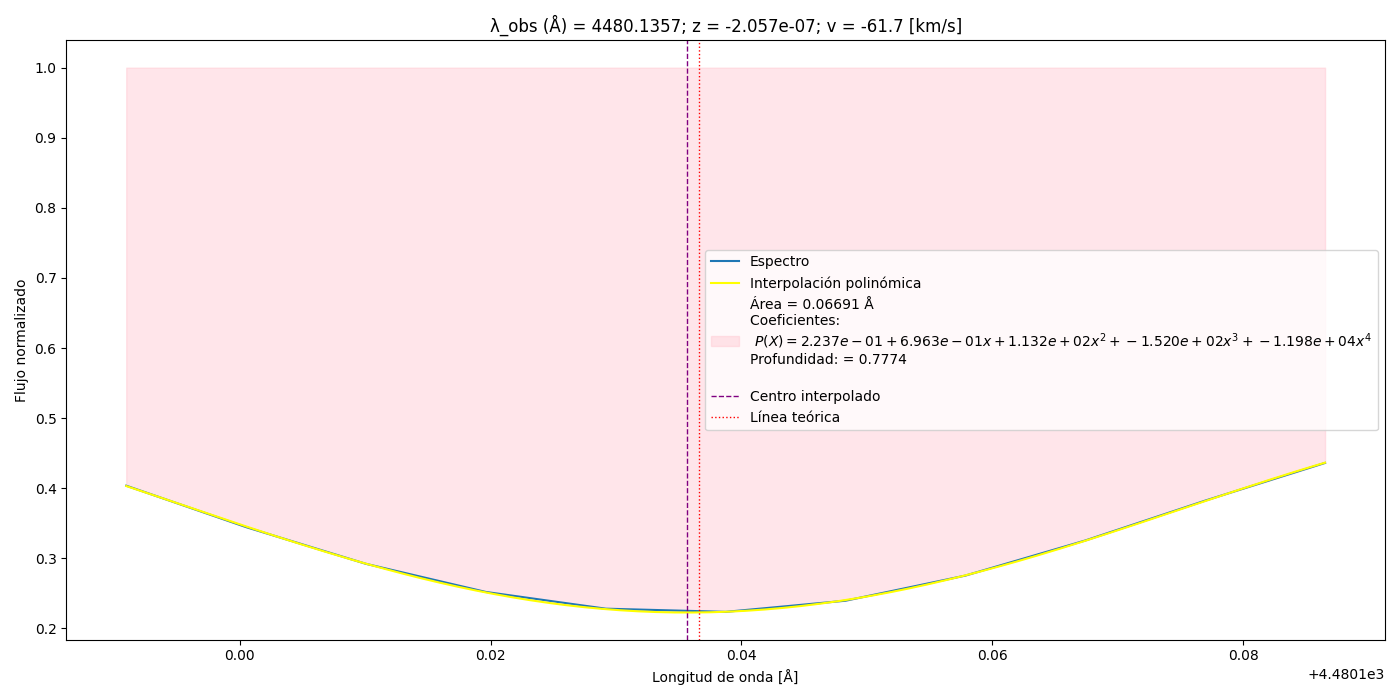 λ_obs (Å) = 4480.1357; z = -2.057e-07; v = -61.7 [km/s]
Flujo normalizado
1.0
0.9
0.8
0.7
0.6
0.5
0.4
0.3
0.2
Espectro
Interpolación polinómica
Área = 0.06691 Å
Coeficientes:
P(X) = 2.237e − 01 + 6.963e − 01x + 1.132e + 02x² + − 1.520e + 02x³ + − 1.198e + 04x⁴
Profundidad: = 0.7774
Centro interpolado
Línea teórica
0.00 0.02 0.04 0.06 0.08
+4.4801e3
Longitud de onda [Å]